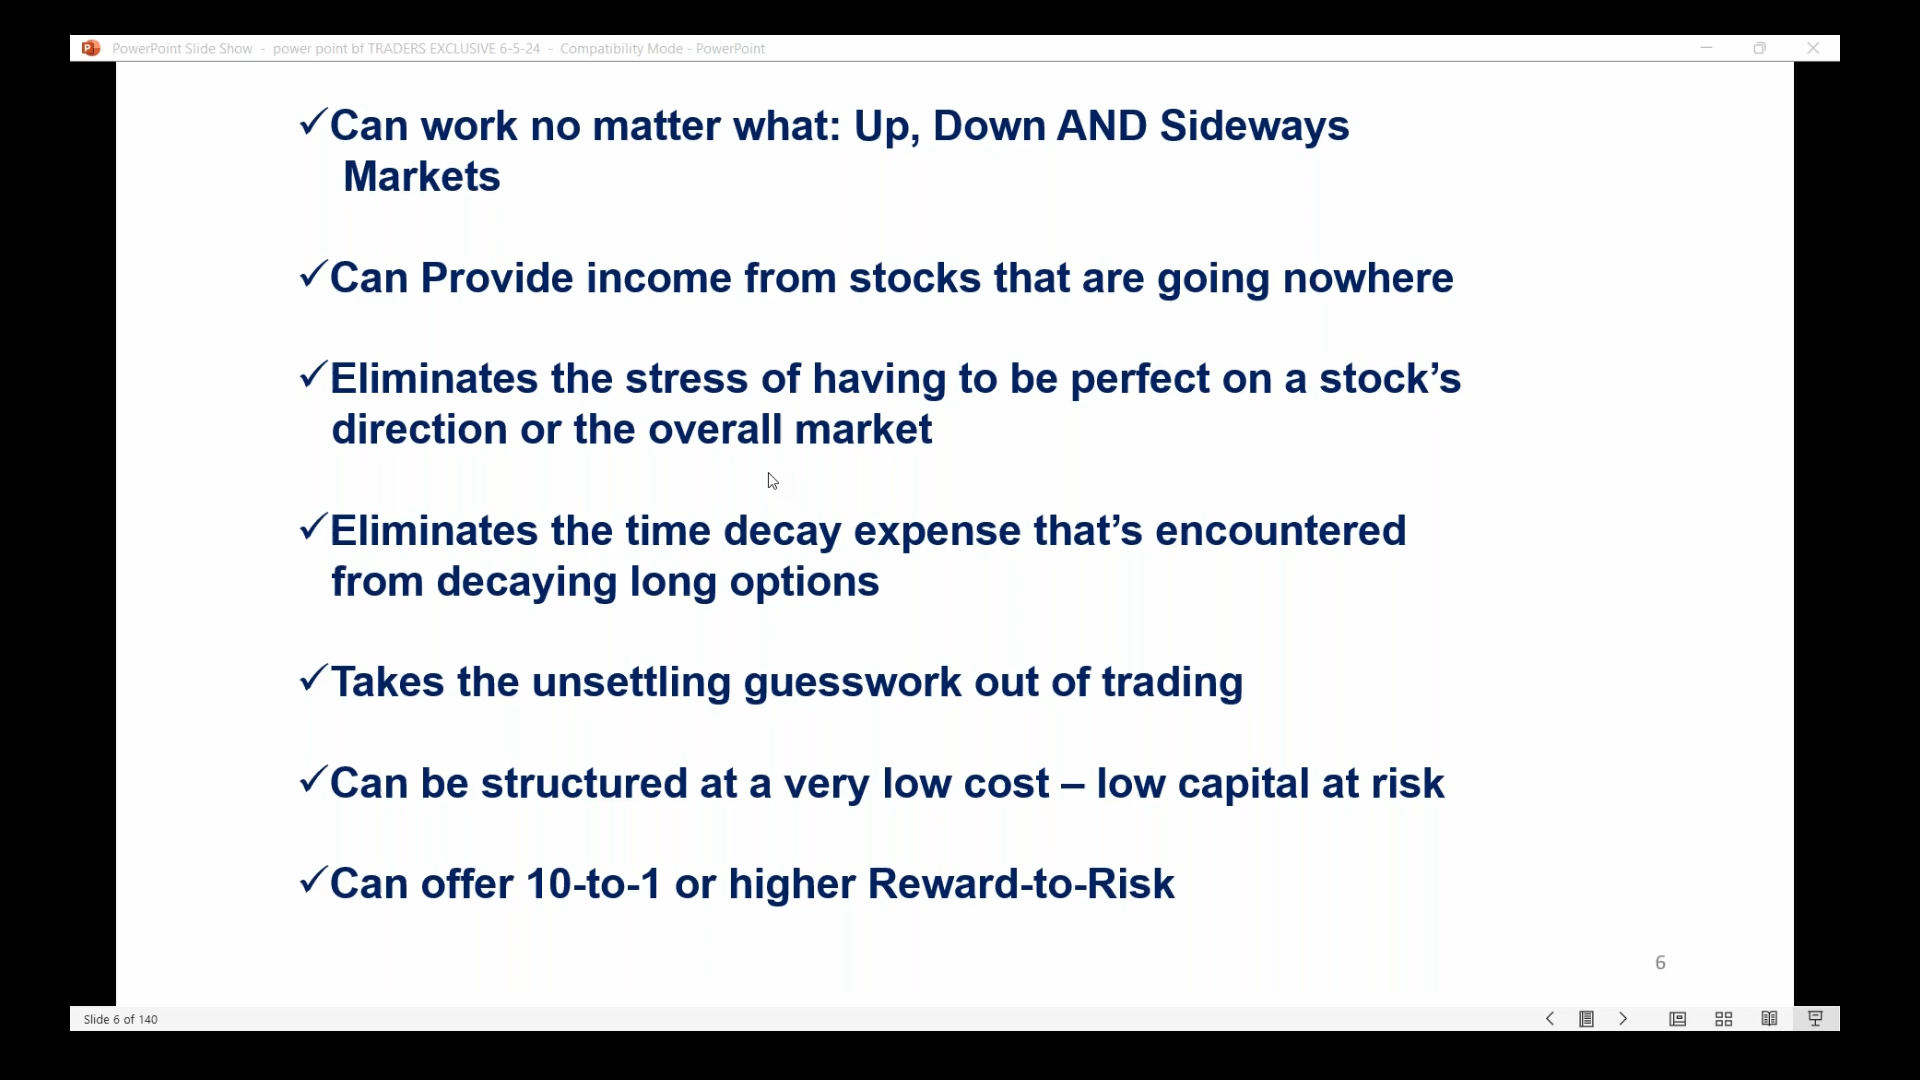 PowerPoint Slide Show - power point bf TRADERS EXCLUSIVE 6-5-24 - Compatibility Mode - PowerPoint
✓Can work no matter what: Up, Down AND Sideways
Markets
✓Can Provide income from stocks that are going nowhere
✓Eliminates the stress of having to be perfect on a stock’s
direction or the overall market
✓Eliminates the time decay expense that’s encountered
from decaying long options
✓Takes the unsettling guesswork out of trading
✓Can be structured at a very low cost – low capital at risk
✓Can offer 10-to-1 or higher Reward-to-Risk
6
Slide 6 of 140